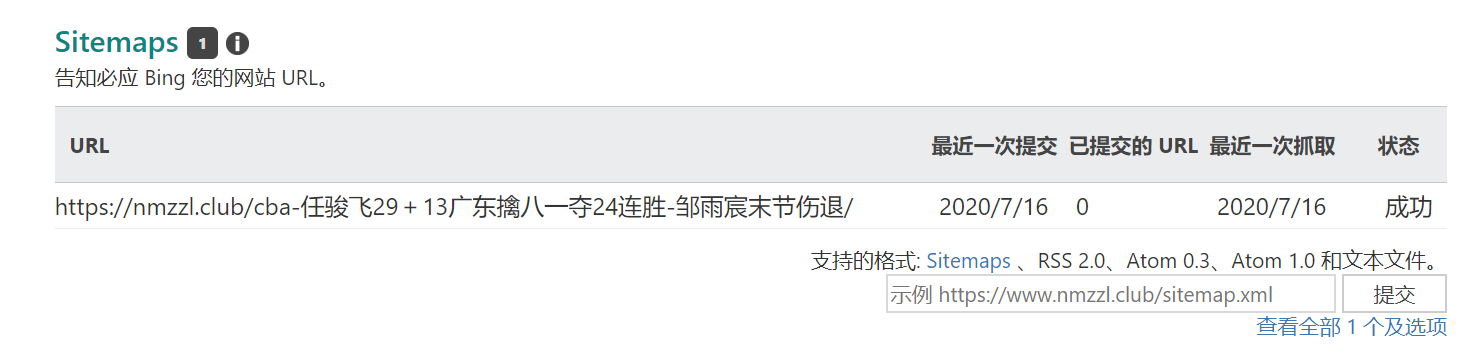 Sitemaps 1 i
告知必应 Bing 您的网站 URL。
URL 最近一次提交 已提交的 URL 最近一次抓取 状态
https://nmzzl.club/cba-任骏飞29＋13广东擒八一夺24连胜-邹雨宸末节伤退/ 2020/7/16 0 2020/7/16 成功
支持的格式: Sitemaps 、RSS 2.0、Atom 0.3、Atom 1.0 和文本文件。
示例 https://www.nmzzl.club/sitemap.xml 提交
查看全部 1 个及选项